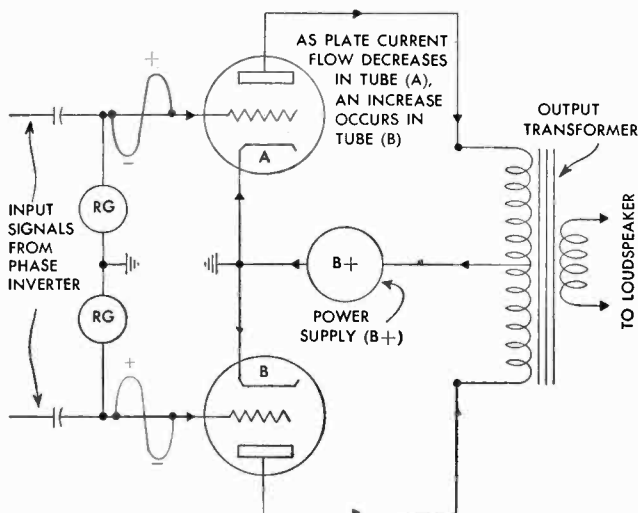 AS PLATE CURRENT
FLOW DECREASES
IN TUBE (A),
AN INCREASE
OCCURS IN
TUBE (B)
OUTPUT
TRANSFORMER
+
−
A
INPUT
SIGNALS
FROM
PHASE
INVERTER
RG
RG
B+
POWER
SUPPLY (B+)
TO LOUDSPEAKER
+
−
B